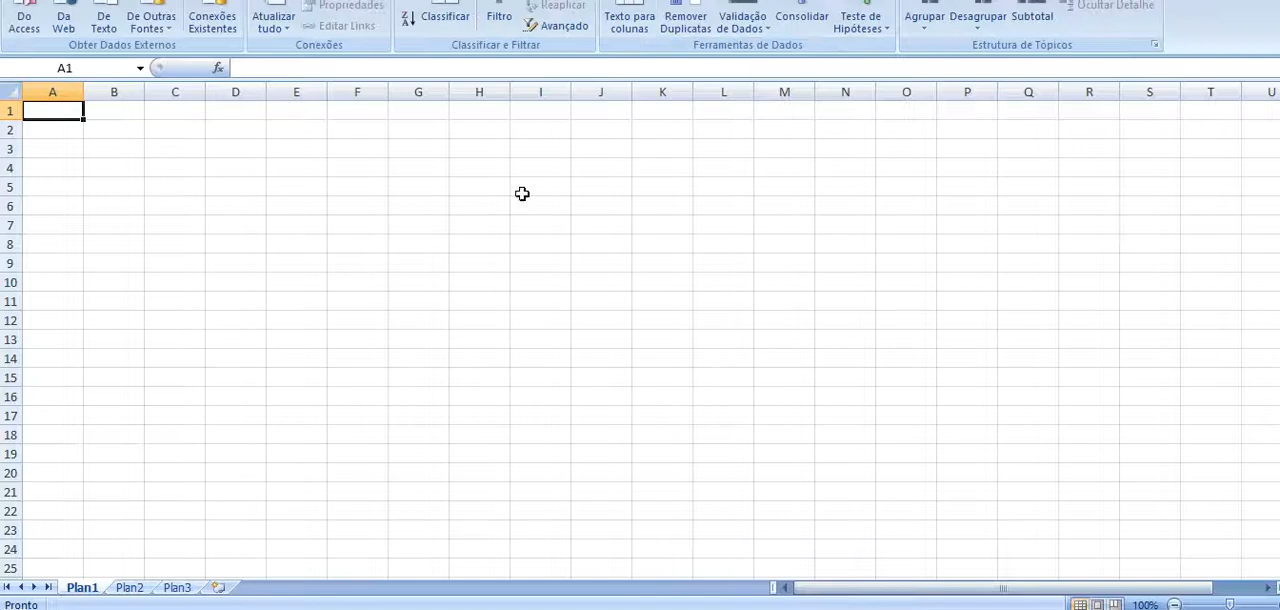 Propriedades
Reaplicar
Ocultar Detalhe
Do Da De De Outras Conexões Atualizar Classificar Filtro Texto para Remover Validação Consolidar Teste de Agrupar Desagrupar Subtotal
Access Web Texto Fontes Existentes tudo Editar Links Avançado colunas Duplicatas de Dados Hipóteses
Obter Dados Externos Conexões Classificar e Filtrar Ferramentas de Dados Estrutura de Tópicos
A1 fx
A B C D E F G H I J K L M N O P Q R S T U
1
2
3
4
5
6
7
8
9
10
11
12
13
14
15
16
17
18
19
20
21
22
23
24
25
Plan1 Plan2 Plan3
Pronto 100%